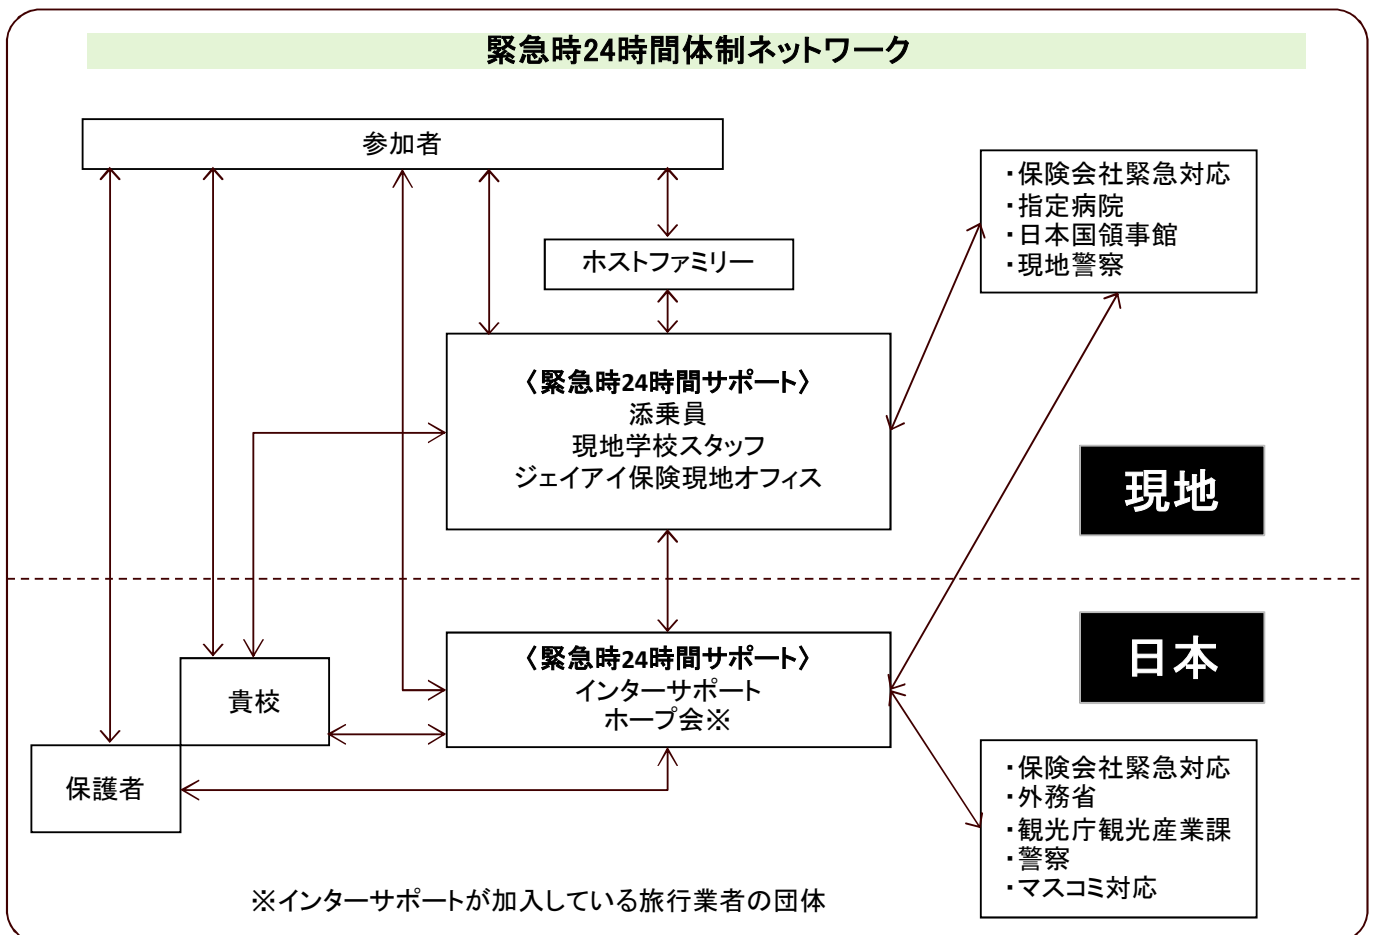 緊急時24時間体制ネットワーク
参加者
・保険会社緊急対応
・指定病院
・日本国領事館
・現地警察
ホストファミリー
〈緊急時24時間サポート〉
添乗員
現地学校スタッフ
ジェイアイ保険現地オフィス
現地
日本
〈緊急時24時間サポート〉
インターサポート
ホープ会※
貴校
保護者
・保険会社緊急対応
・外務省
・観光庁観光産業課
・警察
・マスコミ対応
※インターサポートが加入している旅行業者の団体